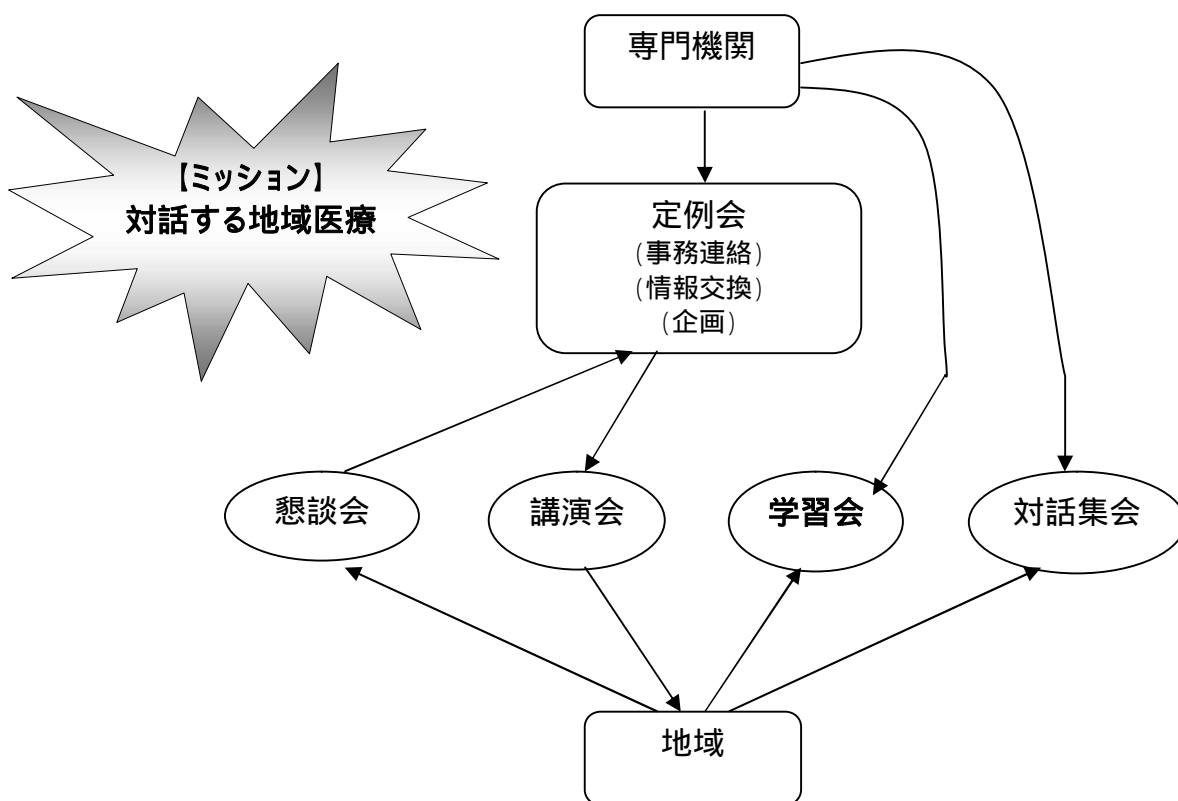 専門機関
【ミッション】
対話する地域医療
定例会
(事務連絡)
(情報交換)
(企画)
懇談会
講演会
学習会
対話集会
地域